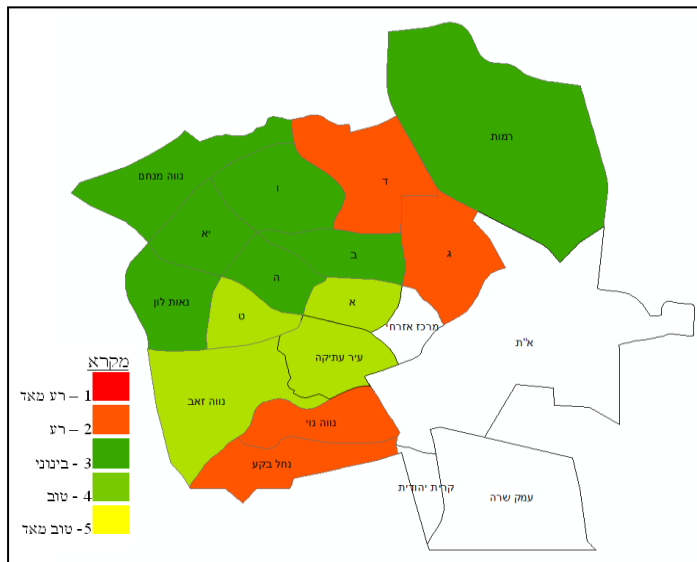 רמות
נווה מנחם
ו
ד
יא
ב
ג
ה
נאות לון
ט
א
מרכז אזרחי
א"ת
עיר עתיקה
נווה זאב
נווה נוי
נחל בקע
קרית יהודית
עמק שרה
מקרא
1 – רע מאד
2 – רע
3 - בינוני
4 - טוב
5- טוב מאד